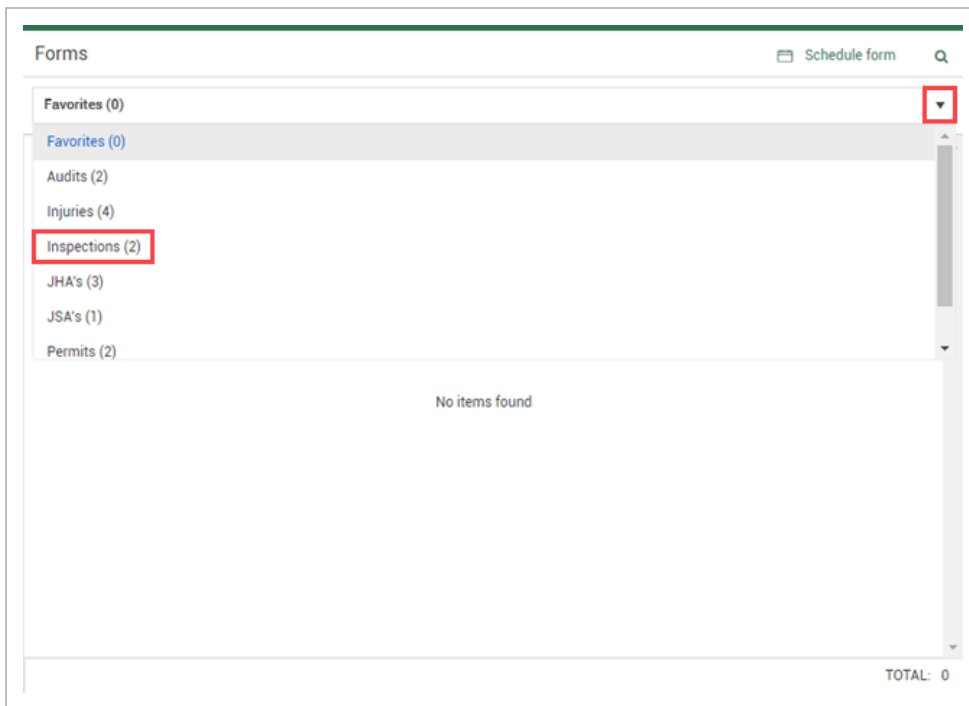 Forms
Schedule form
Favorites (0)
Favorites (0)
Audits (2)
Injuries (4)
Inspections (2)
JHA's (3)
JSA's (1)
Permits (2)
No items found
TOTAL: 0